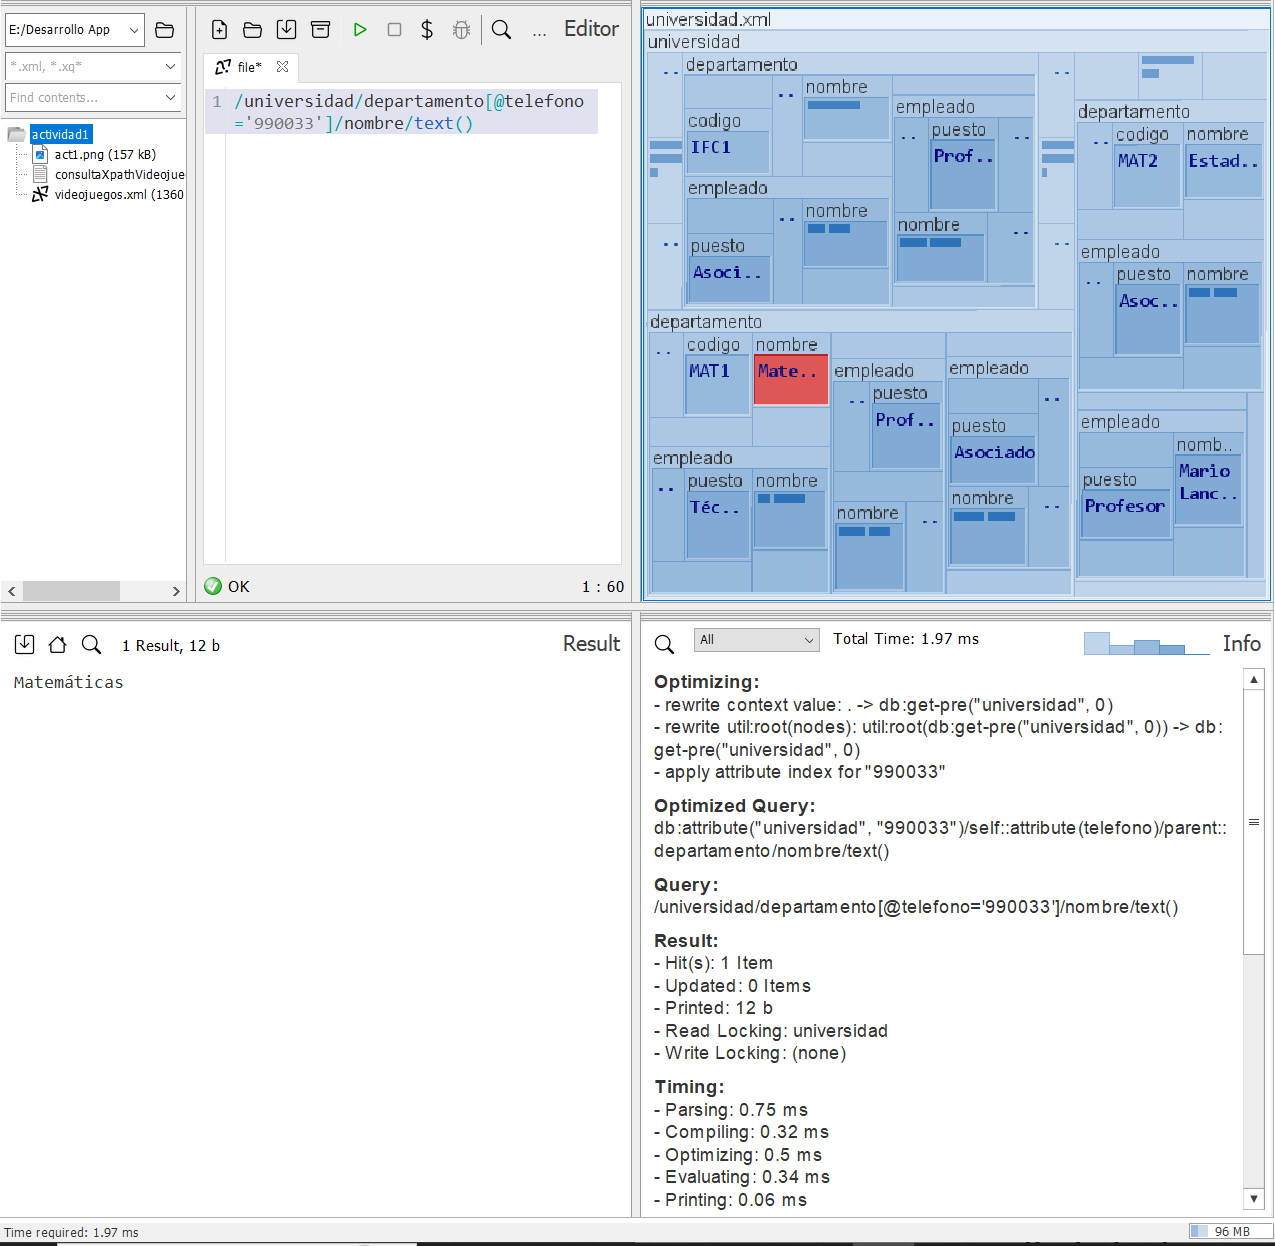 E:/Desarrollo App
*.xml, *.xq*
Find contents...
actividad1
act1.png (157 kB)
consultaXpathVideojue
videojuegos.xml (1360
$
...
Editor
file*
1 /universidad/departamento[@telefono
='990033']/nombre/text()
OK
1 : 60
universidad.xml
universidad
departamento
nombre
codigo
IFC1
empleado
puesto
Prof..
empleado
nombre
puesto
Asoci..
nombre
departamento
codigo
MAT2
nombre
Estad..
empleado
puesto
Asoc..
nombre
departamento
codigo
MAT1
nombre
Mate..
empleado
puesto
Prof..
nombre
empleado
puesto
Asociado
nombre
empleado
puesto
Téc..
nombre
empleado
puesto
Profesor
nomb..
Mario
Lanc..
1 Result, 12 b
Result
Matemáticas
All
Total Time: 1.97 ms
Info
Optimizing:
- rewrite context value: . -> db:get-pre("universidad", 0)
- rewrite util:root(nodes): util:root(db:get-pre("universidad", 0)) -> db:
get-pre("universidad", 0)
- apply attribute index for "990033"
Optimized Query:
db:attribute("universidad", "990033")/self::attribute(telefono)/parent::
departamento/nombre/text()
Query:
/universidad/departamento[@telefono='990033']/nombre/text()
Result:
- Hit(s): 1 Item
- Updated: 0 Items
- Printed: 12 b
- Read Locking: universidad
- Write Locking: (none)
Timing:
- Parsing: 0.75 ms
- Compiling: 0.32 ms
- Optimizing: 0.5 ms
- Evaluating: 0.34 ms
- Printing: 0.06 ms
Time required: 1.97 ms
96 MB